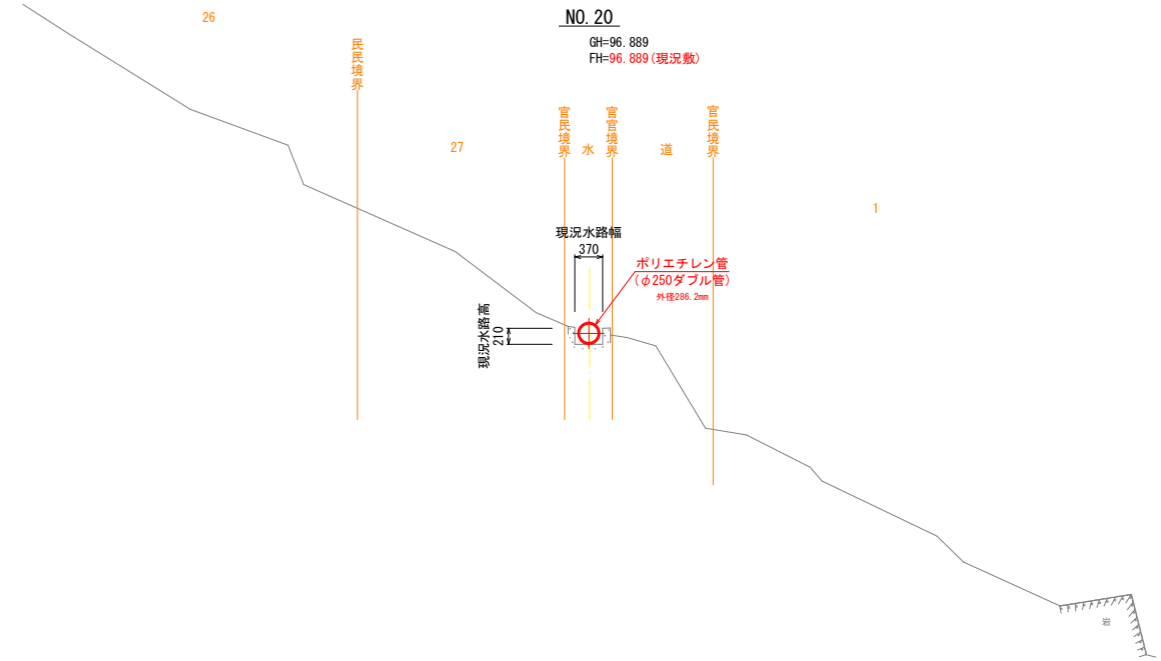 NO. 20
GH=96.889
FH=96.889(現況敷)
26
民民境界
27
官民境界
水
官官境界
道
官民境界
1
現況水路幅
370
ポリエチレン管
(φ250ダブル管)
外径286.2mm
現況水路高
210
岩